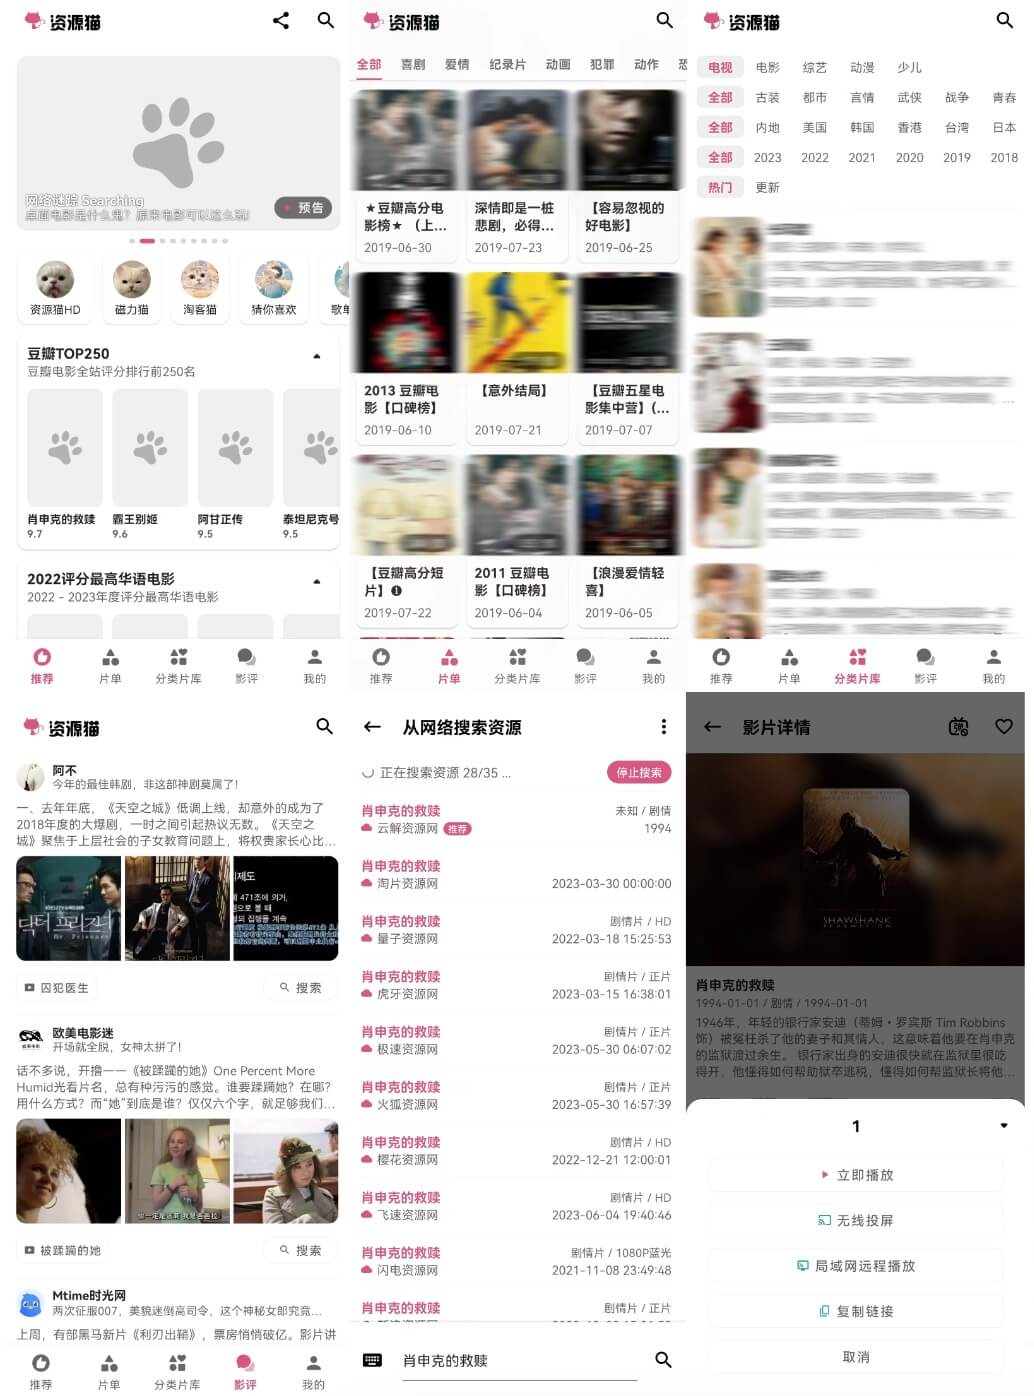 资源猫
网络谜踪 Searching
桌面电影是什么鬼？原来电影可以这么玩!
预告
资源猫HD
磁力猫
淘客猫
猜你喜欢
歌单
豆瓣TOP250
豆瓣电影全站评分排行前250名
肖申克的救赎
9.7
霸王别姬
9.6
阿甘正传
9.5
泰坦尼克号
9.5
2022评分最高华语电影
2022 - 2023年度评分最高华语电影
推荐
片单
分类片库
影评
我的
资源猫
全部 喜剧 爱情 纪录片 动画 犯罪 动作
★豆瓣高分电
影榜★ （上...
2019-06-30
深情即是一桩
悲剧，必得...
2019-07-23
【容易忽视的
好电影】
2019-06-25
2013 豆瓣电
影【口碑榜】
2019-06-10
【意外结局】
2019-07-21
【豆瓣五星电
影集中营】(...
2019-07-07
【豆瓣高分短
片】❶
2019-07-22
2011 豆瓣电
影【口碑榜】
2019-06-04
【浪漫爱情轻
喜】
2019-06-05
推荐
片单
分类片库
影评
我的
资源猫
电视 电影 综艺 动漫 少儿
全部 古装 都市 言情 武侠 战争 青春
全部 内地 美国 韩国 香港 台湾 日本
全部 2023 2022 2021 2020 2019 2018
热门 更新
推荐
片单
分类片库
影评
我的
资源猫
阿不
今年的最佳韩剧，非这部神剧莫属了！
一、去年年底，《天空之城》低调上线，却意外的成为了
2018年度的大爆剧，一时之间引起热议无数。《天空之
城》聚焦于上层社会的子女教育问题上，将权贵家长心比...
닥터 프리즈너
471조에 의거,
囚犯医生
搜索
欧美电影迷
开场就全脱，女神太拼了！
话不多说，开撸——《被蹂躏的她》One Percent More
Humid光看片名，总有种污污的感觉。谁要蹂躏她？在哪？
用什么方式？而“她”到底是谁？仅仅六个字，就足够我们...
被蹂躏的她
搜索
Mtime时光网
两次征服007，美貌迷倒高司令，这个神秘女郎究竟...
上周，有部黑马新片《利刃出鞘》，票房悄悄破亿。影片讲
推荐
片单
分类片库
影评
我的
从网络搜索资源
正在搜索资源 28/35 ...
停止搜索
肖申克的救赎
未知 / 剧情
云解资源网 推荐
1994
肖申克的救赎
淘片资源网
2023-03-30 00:00:00
肖申克的救赎
剧情片 / HD
量子资源网
2022-03-18 15:25:53
肖申克的救赎
剧情片 / 正片
虎牙资源网
2023-03-15 16:38:01
肖申克的救赎
剧情片 / 正片
极速资源网
2023-05-30 06:07:02
肖申克的救赎
剧情片 / 正片
火狐资源网
2023-05-30 16:57:39
肖申克的救赎
剧情片 / HD
樱花资源网
2022-12-21 12:00:01
肖申克的救赎
剧情片 / HD
飞速资源网
2023-06-04 19:40:46
肖申克的救赎
剧情片 / 1080P蓝光
闪电资源网
2021-11-08 23:49:48
肖申克的救赎
剧情片 / 正片
肖申克的救赎
影片详情
SHAWSHANK
REDEMPTION
肖申克的救赎
1994-01-01 / 剧情 / 1994-01-01
1946年，年轻的银行家安迪（蒂姆·罗宾斯 Tim Robbins
饰）被冤枉杀了他的妻子和其情人，这意味着他要在肖申克
的监狱渡过余生。 银行家出身的安迪很快就在监狱里很吃
得开，他懂得如何帮助狱卒逃税，懂得如何帮监狱长将他...
1
立即播放
无线投屏
局域网远程播放
复制链接
取消